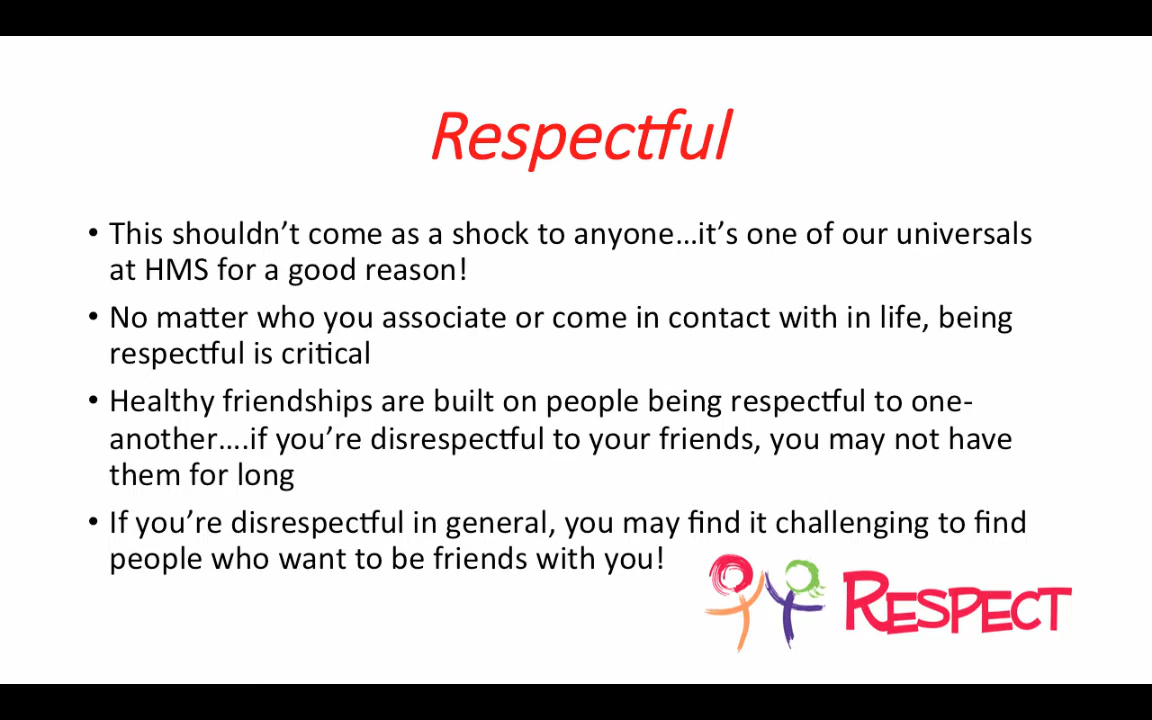 Respectful
• This shouldn’t come as a shock to anyone…it’s one of our universals
at HMS for a good reason!
• No matter who you associate or come in contact with in life, being
respectful is critical
• Healthy friendships are built on people being respectful to one-
another….if you’re disrespectful to your friends, you may not have
them for long
• If you’re disrespectful in general, you may find it challenging to find
people who want to be friends with you!
RESPECT